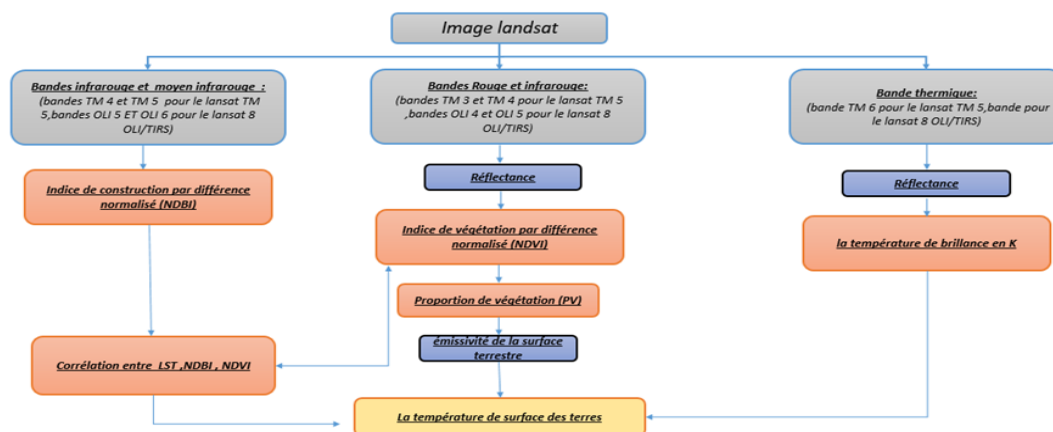 Image landsat
Bandes infrarouge et moyen infrarouge :
(bandes TM 4 et TM 5 pour le lansat TM
5,bandes OLI 5 ET OLI 6 pour le lansat 8
OLI/TIRS)
Bandes Rouge et infrarouge:
(bandes TM 3 et TM 4 pour le lansat TM 5
,bandes OLI 4 et OLI 5 pour le lansat 8
OLI/TIRS)
Bande thermique:
(bande TM 6 pour le lansat TM 5,bande pour
le lansat 8 OLI/TIRS)
Indice de construction par différence
normalisé (NDBI)
Réflectance
Réflectance
Indice de végétation par différence
normalisé (NDVI)
la température de brillance en K
Proportion de végétation (PV)
émissivité de la surface
terrestre
Corrélation entre LST ,NDBI , NDVI
La température de surface des terres